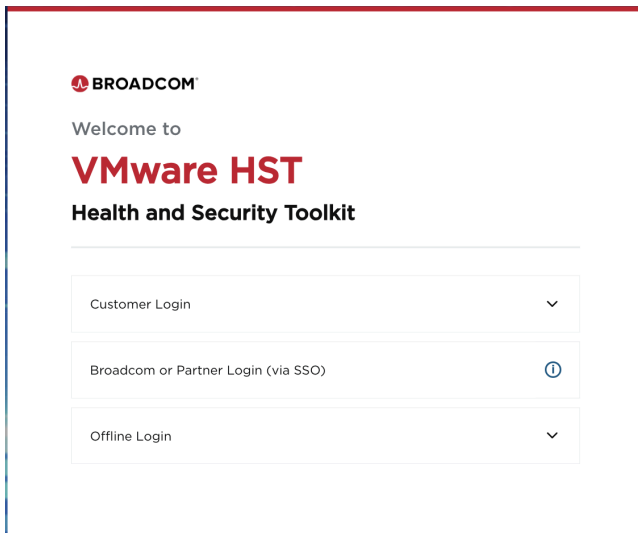 BROADCOM®
Welcome to
VMware HST
Health and Security Toolkit
Customer Login
Broadcom or Partner Login (via SSO)
Offline Login